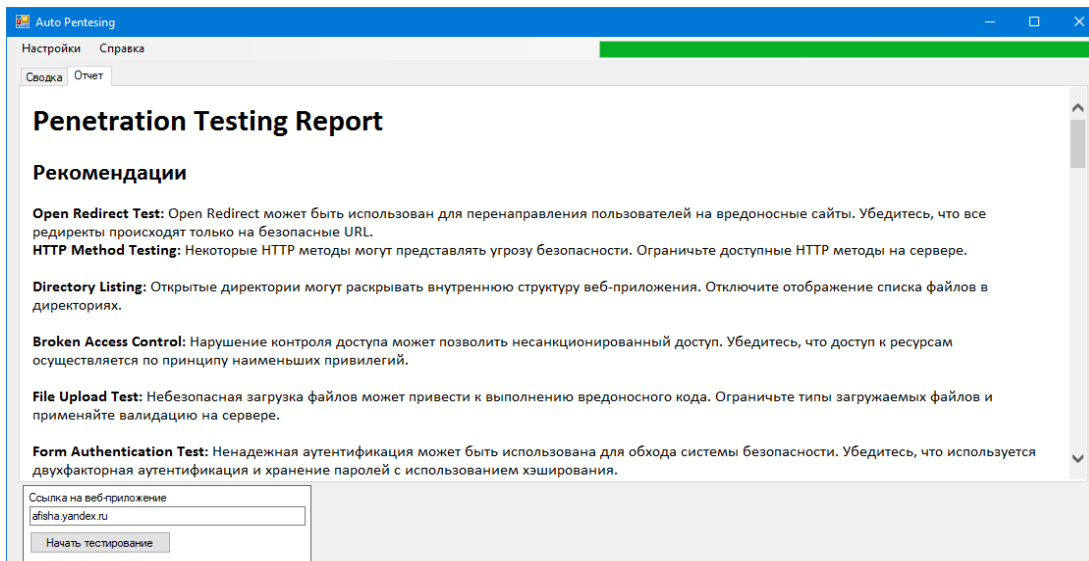 Auto Pentesing
Настройки Справка
Сводка Отчет
Penetration Testing Report
Рекомендации
Open Redirect Test: Open Redirect может быть использован для перенаправления пользователей на вредоносные сайты. Убедитесь, что все
редиректы происходят только на безопасные URL.
HTTP Method Testing: Некоторые HTTP методы могут представлять угрозу безопасности. Ограничьте доступные HTTP методы на сервере.
Directory Listing: Открытые директории могут раскрывать внутреннюю структуру веб-приложения. Отключите отображение списка файлов в
директориях.
Broken Access Control: Нарушение контроля доступа может позволить несанкционированный доступ. Убедитесь, что доступ к ресурсам
осуществляется по принципу наименьших привилегий.
File Upload Test: Небезопасная загрузка файлов может привести к выполнению вредоносного кода. Ограничьте типы загружаемых файлов и
применяйте валидацию на сервере.
Form Authentication Test: Ненадежная аутентификация может быть использована для обхода системы безопасности. Убедитесь, что используется
двухфакторная аутентификация и хранение паролей с использованием хэширования.
Ссылка на веб-приложение
afisha.yandex.ru
Начать тестирование